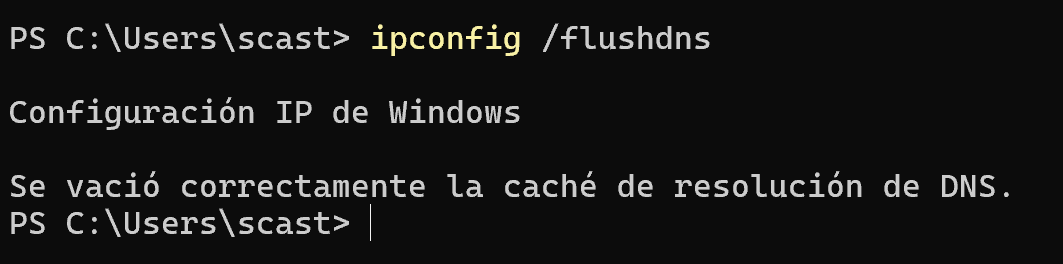 PS C:\Users\scast> ipconfig /flushdns
Configuración IP de Windows
Se vació correctamente la caché de resolución de DNS.
PS C:\Users\scast>